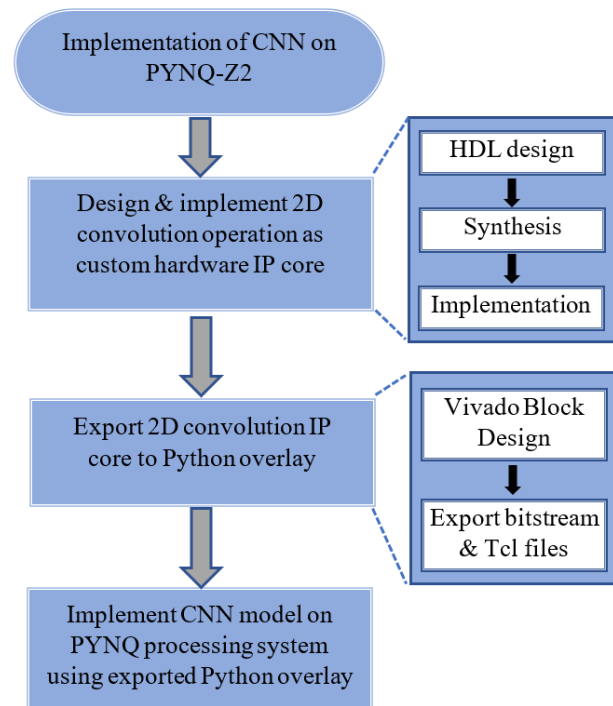 Implementation of CNN on
PYNQ-Z2
Design & implement 2D
convolution operation as
custom hardware IP core
HDL design
Synthesis
Implementation
Export 2D convolution IP
core to Python overlay
Vivado Block
Design
Export bitstream
& Tcl files
Implement CNN model on
PYNQ processing system
using exported Python overlay